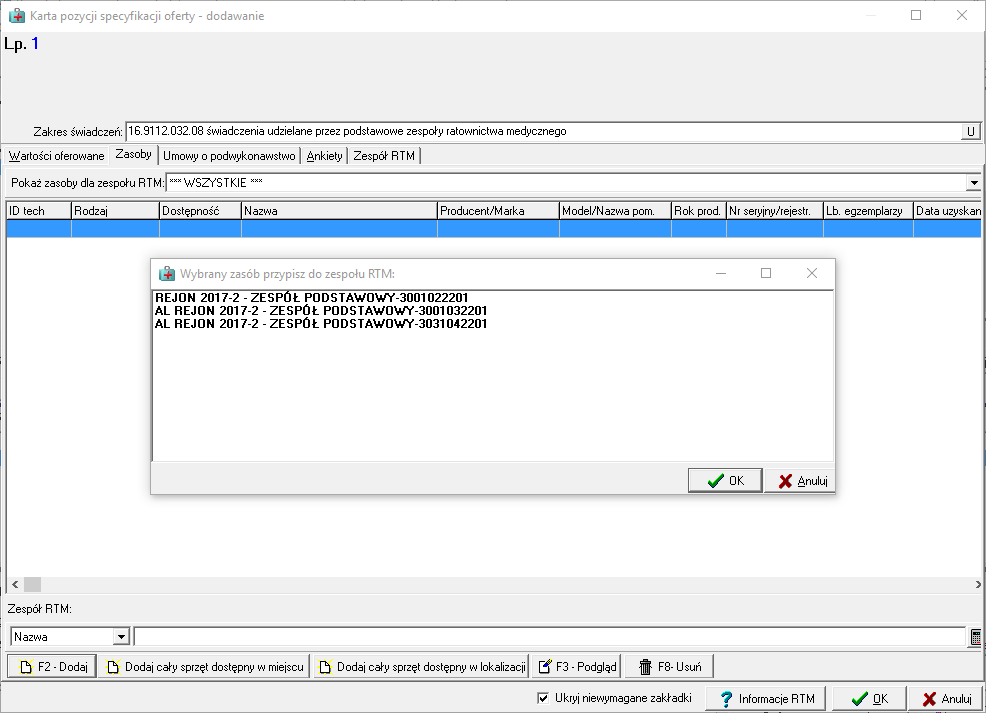 Karta pozycji specyfikacji oferty - dodawanie
Lp. 1
Zakres świadczeń: 16.9112.032.08 świadczenia udzielane przez podstawowe zespoły ratownictwa medycznego U
Wartości oferowane Zasoby Umowy o podwykonawstwo Ankiety Zespół RTM
Pokaż zasoby dla zespołu RTM: *** WSZYSTKIE ***
ID tech Rodzaj Dostępność Nazwa Producent/Marka Model/Nazwa pom. Rok prod. Nr seryjny/rejestr. Lb. egzemplarzy Data uzyskan
Wybrany zasób przypisz do zespołu RTM:
REJON 2017-2 - ZESPÓŁ PODSTAWOWY-3001022201
AL REJON 2017-2 - ZESPÓŁ PODSTAWOWY-3001032201
AL REJON 2017-2 - ZESPÓŁ PODSTAWOWY-3031042201
OK Anuluj
Zespół RTM:
Nazwa
F2 - Dodaj Dodaj cały sprzęt dostępny w miejscu Dodaj cały sprzęt dostępny w lokalizacji F3 - Podgląd F8- Usuń
Ukryj niewymagane zakładki Informacje RTM OK Anuluj